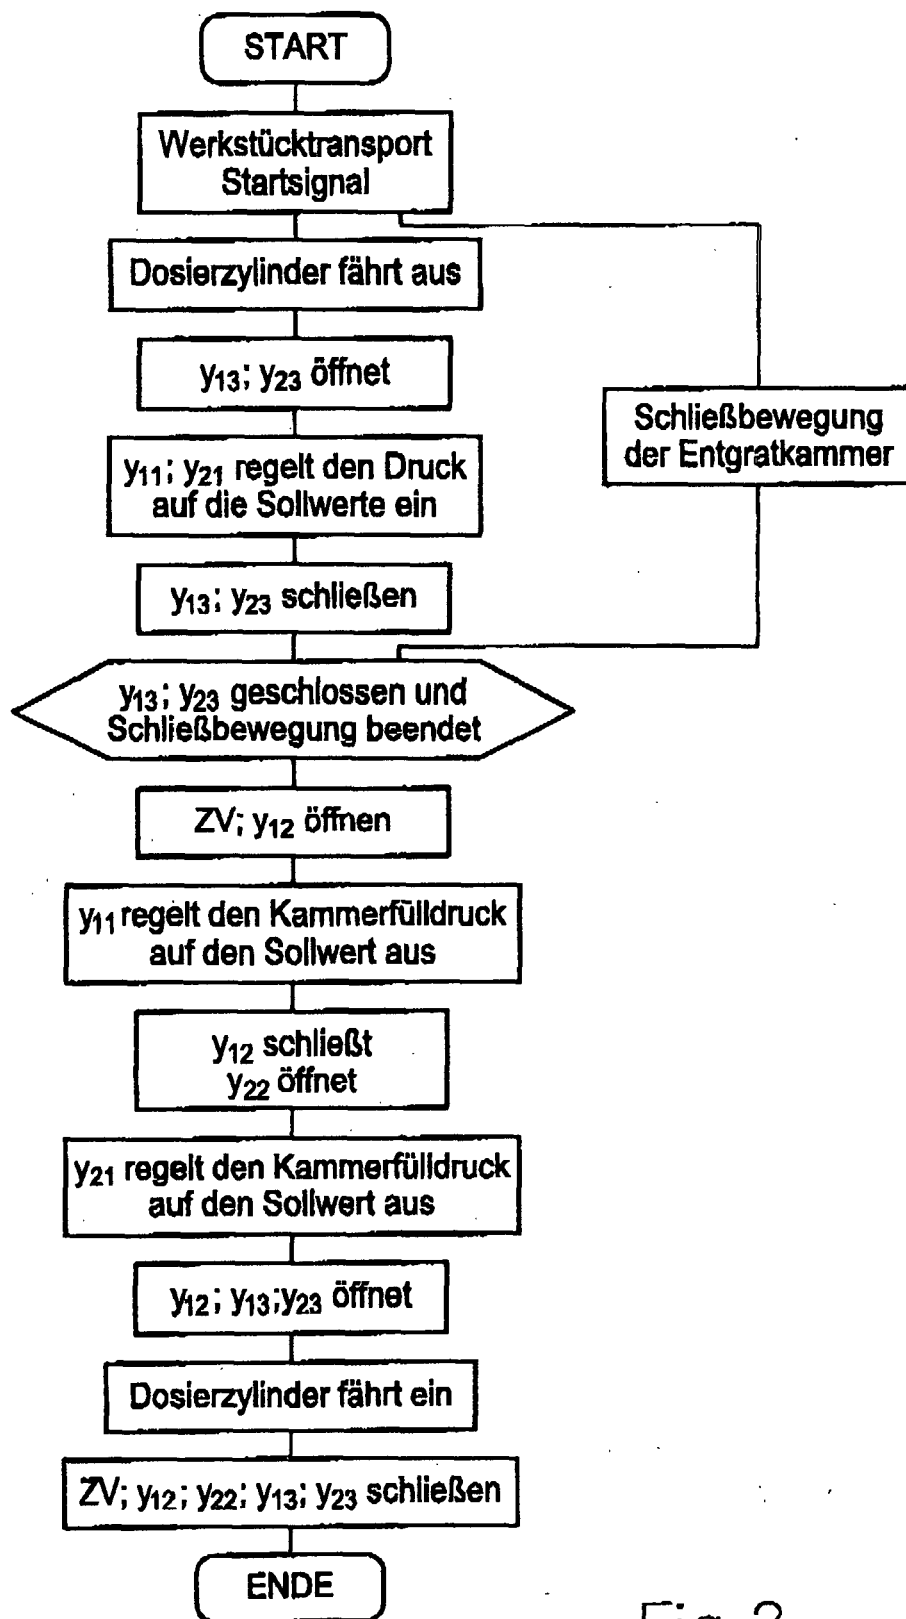 START
Werkstücktransport
Startsignal
Dosierzylinder fährt aus
y13; y23 öffnet
Schließbewegung
der Entgratkammer
y11; y21 regelt den Druck
auf die Sollwerte ein
y13; y23 schließen
y13; y23 geschlossen und
Schließbewegung beendet
ZV; y12 öffnen
y11 regelt den Kammerfülldruck
auf den Sollwert aus
y12 schließt
y22 öffnet
y21 regelt den Kammerfülldruck
auf den Sollwert aus
y12; y13;y23 öffnet
Dosierzylinder fährt ein
ZV; y12; y22; y13; y23 schließen
ENDE